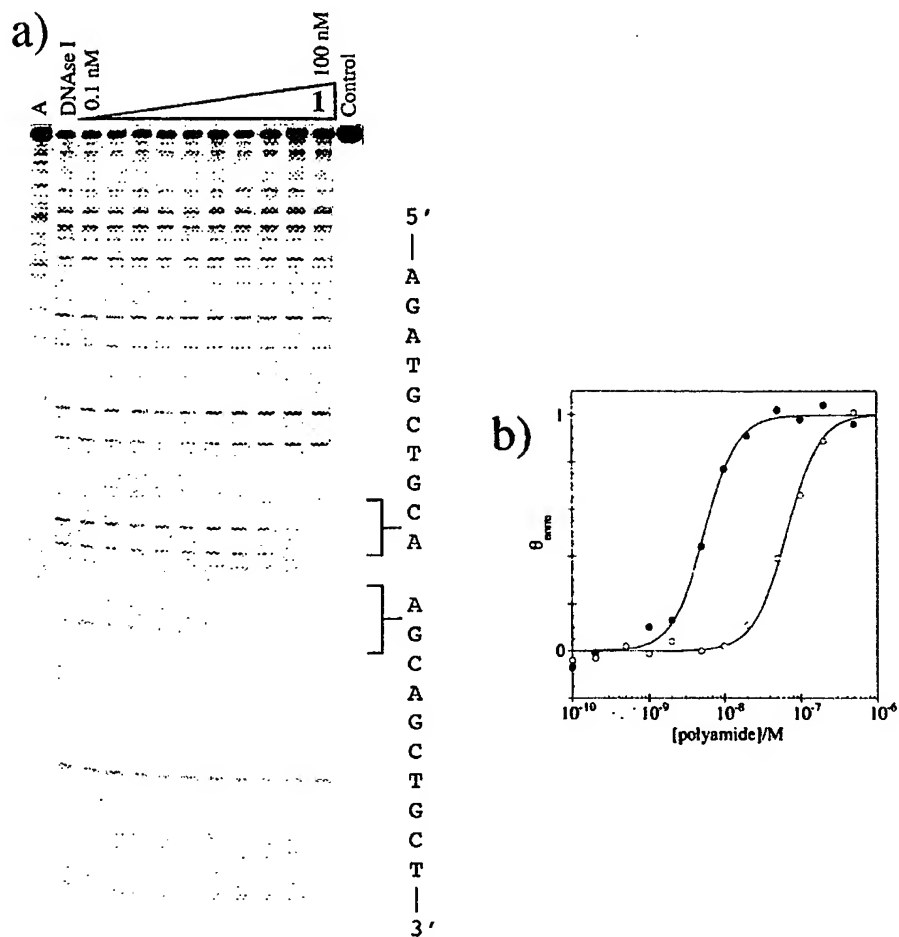 a)
A
DNAse I
0.1 nM
100 nM
1
Control
5'
A
G
A
T
G
C
T
G
C
A
A
G
C
A
G
C
T
G
C
T
3'
b)
1
0
θnorm
10-10
10-9
10-8
10-7
10-6
[polyamide]/M